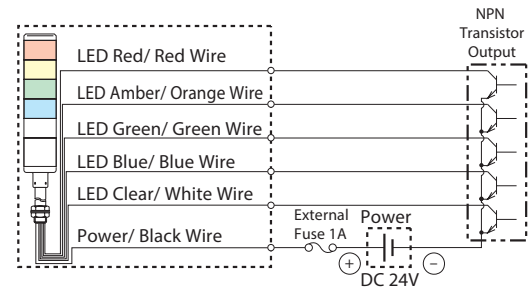 NPN
Transistor
Output
LED Red/ Red Wire
LED Amber/ Orange Wire
LED Green/ Green Wire
LED Blue/ Blue Wire
LED Clear/ White Wire
Power/ Black Wire
External
Fuse 1A
Power
+
−
DC 24V